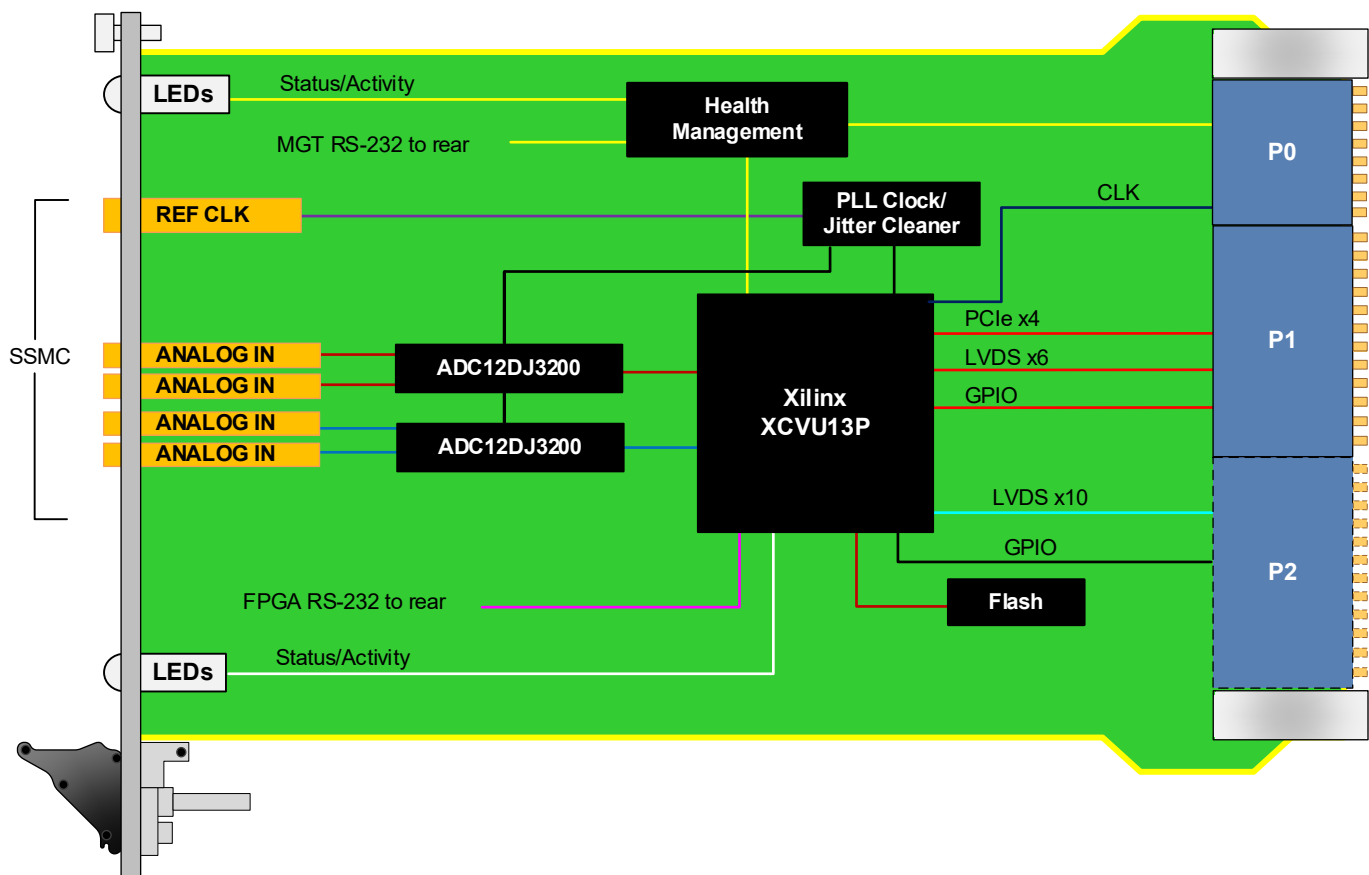 LEDs
Status/Activity
Health
Management
MGT RS-232 to rear
P0
REF CLK
PLL Clock/
Jitter Cleaner
CLK
SSMC
ANALOG IN
ANALOG IN
ANALOG IN
ANALOG IN
ADC12DJ3200
ADC12DJ3200
Xilinx
XCVU13P
PCIe x4
LVDS x6
GPIO
P1
LVDS x10
GPIO
P2
Flash
FPGA RS-232 to rear
LEDs
Status/Activity